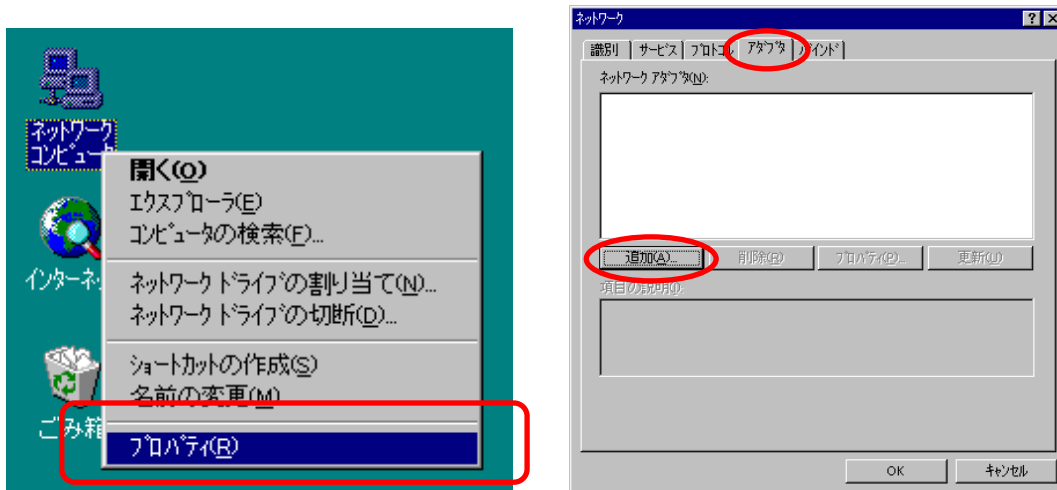 ネットワーク
コンピュータ
開く(O)
エクスプローラ(E)
コンピュータの検索(F)...
ネットワーク ドライブの割り当て(N)...
ネットワーク ドライブの切断(D)...
ショートカットの作成(S)
名前の変更(M)
プロパティ(R)
インターネッ
ごみ箱
ネットワーク
識別 サービス プロトコル アダプタ バインド
ネットワーク アダプタ(N):
追加(A)... 削除(R) プロパティ(P)... 更新(U)
項目の説明(I):
OK キャンセル